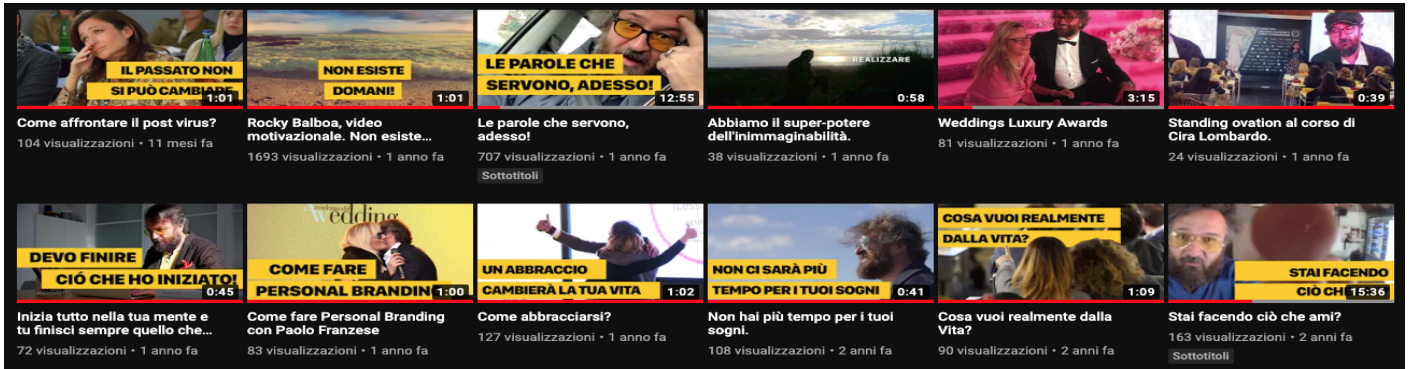 IL PASSATO NON
SI PUÒ CAMBIARE
1:01
NON ESISTE
DOMANI!
1:01
LE PAROLE CHE
SERVONO, ADESSO!
12:55
REALIZZARE
0:58
3:15
0:39
Come affrontare il post virus?
104 visualizzazioni • 11 mesi fa
Rocky Balboa, video
motivazionale. Non esiste...
1693 visualizzazioni • 1 anno fa
Le parole che servono,
adesso!
707 visualizzazioni • 1 anno fa
Sottotitoli
Abbiamo il super-potere
dell'inimmaginabilità.
38 visualizzazioni • 1 anno fa
Weddings Luxury Awards
81 visualizzazioni • 1 anno fa
Standing ovation al corso di
Cira Lombardo.
24 visualizzazioni • 1 anno fa
DEVO FINIRE
CIÓ CHE HO INIZIATO!
0:45
Wedding
COME FARE
PERSONAL BRANDING
1:00
UN ABBRACCIO
CAMBIERÀ LA TUA VITA
1:02
NON CI SARÀ PIÙ
TEMPO PER I TUOI SOGNI
0:41
COSA VUOI REALMENTE
DALLA VITA?
1:09
STAI FACENDO
CIÒ CH
15:36
Inizia tutto nella tua mente e
tu finisci sempre quello che...
72 visualizzazioni • 1 anno fa
Come fare Personal Branding
con Paolo Franzese
83 visualizzazioni • 1 anno fa
Come abbracciarsi?
127 visualizzazioni • 1 anno fa
Non hai più tempo per i tuoi
sogni.
108 visualizzazioni • 2 anni fa
Cosa vuoi realmente dalla
Vita?
90 visualizzazioni • 2 anni fa
Stai facendo ciò che ami?
163 visualizzazioni • 2 anni fa
Sottotitoli